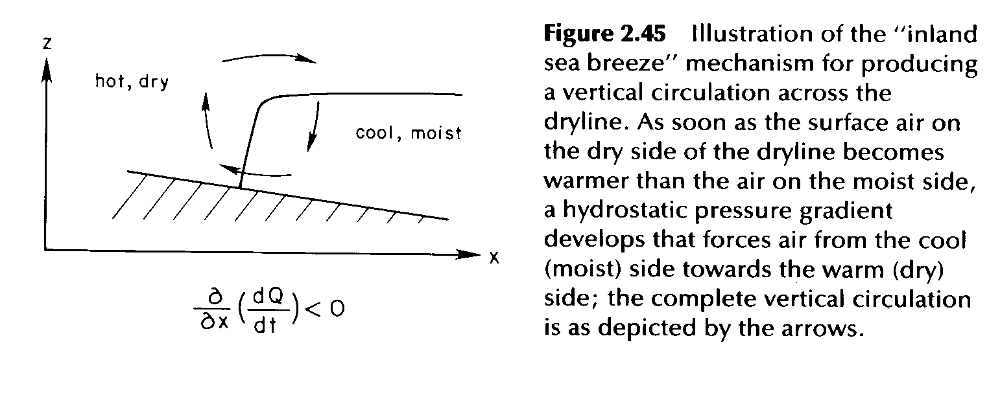 z
hot, dry
cool, moist
x
∂/∂x (dQ/dt) < 0
Figure 2.45 Illustration of the “inland
sea breeze” mechanism for producing
a vertical circulation across the
dryline. As soon as the surface air on
the dry side of the dryline becomes
warmer than the air on the moist side,
a hydrostatic pressure gradient
develops that forces air from the cool
(moist) side towards the warm (dry)
side; the complete vertical circulation
is as depicted by the arrows.